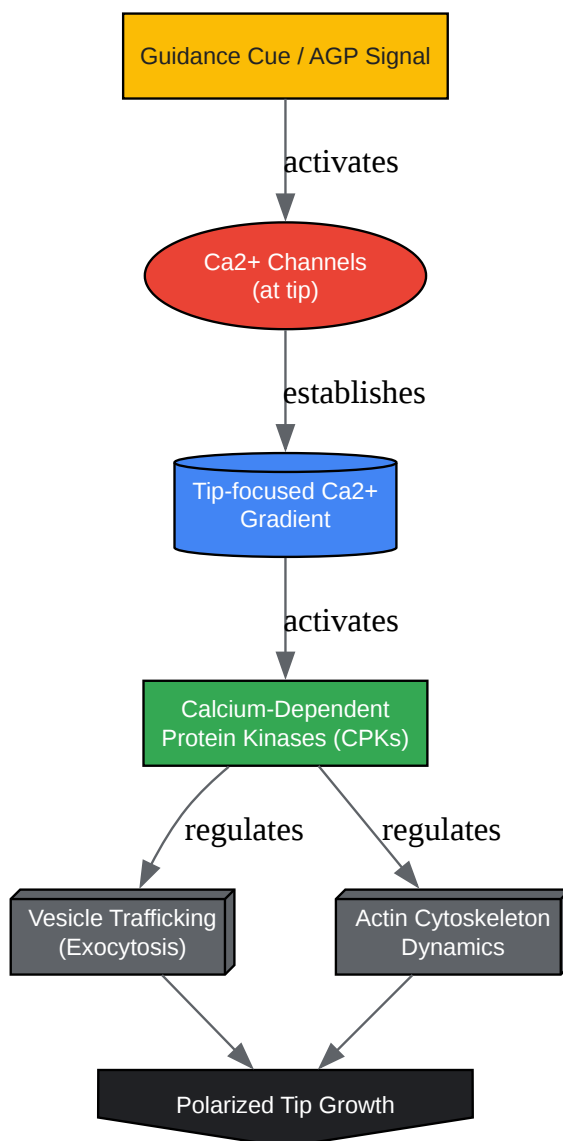 Guidance Cue / AGP Signal
activates
Ca2+ Channels
(at tip)
establishes
Tip-focused Ca2+
Gradient
activates
Calcium-Dependent
Protein Kinases (CPKs)
regulates
regulates
Vesicle Trafficking
(Exocytosis)
Actin Cytoskeleton
Dynamics
Polarized Tip Growth